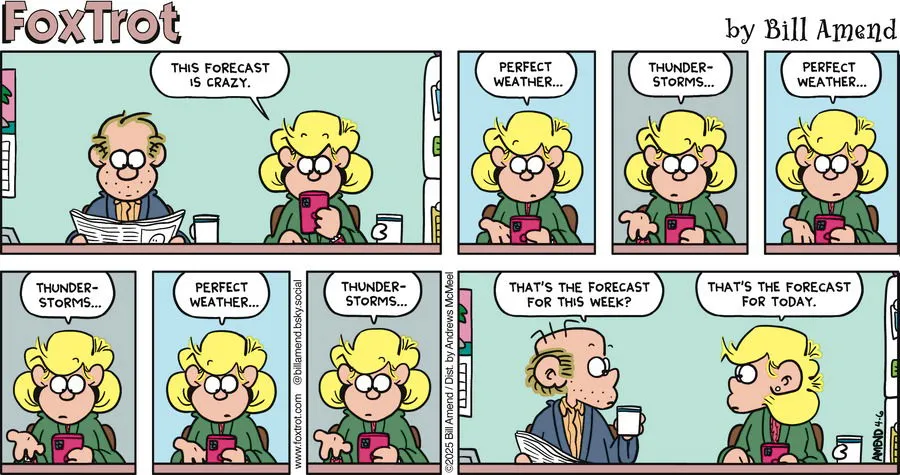 FoxTrot
by Bill Amend
THIS FORECAST
IS CRAZY.
PERFECT
WEATHER...
THUNDER-
STORMS...
PERFECT
WEATHER...
THUNDER-
STORMS...
PERFECT
WEATHER...
www.foxtrot.com @billamend.bsky.social
THUNDER-
STORMS...
©2025 Bill Amend / Dist. by Andrews McMeel
THAT'S THE FORECAST
FOR THIS WEEK?
THAT'S THE FORECAST
FOR TODAY.
AMEND 4-6